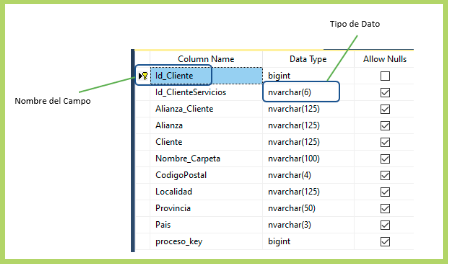 Tipo de Dato
Column Name Data Type Allow Nulls
Id_Cliente bigint
Id_ClienteServicios nvarchar(6)
Nombre del Campo
Alianza_Cliente nvarchar(125)
Alianza nvarchar(125)
Cliente nvarchar(125)
Nombre_Carpeta nvarchar(100)
CodigoPostal nvarchar(4)
Localidad nvarchar(125)
Provincia nvarchar(50)
Pais nvarchar(3)
proceso_key bigint